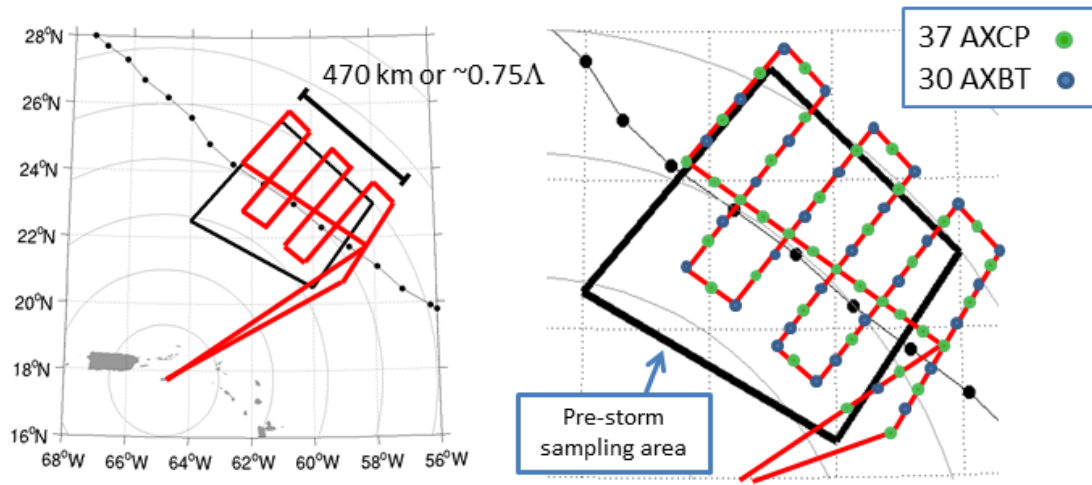 28°N
26°N
24°N
22°N
20°N
18°N
16°N
68°W 66°W 64°W 62°W 60°W 58°W 56°W
470 km or ~0.75Λ
37 AXCP
30 AXBT
Pre-storm
sampling area